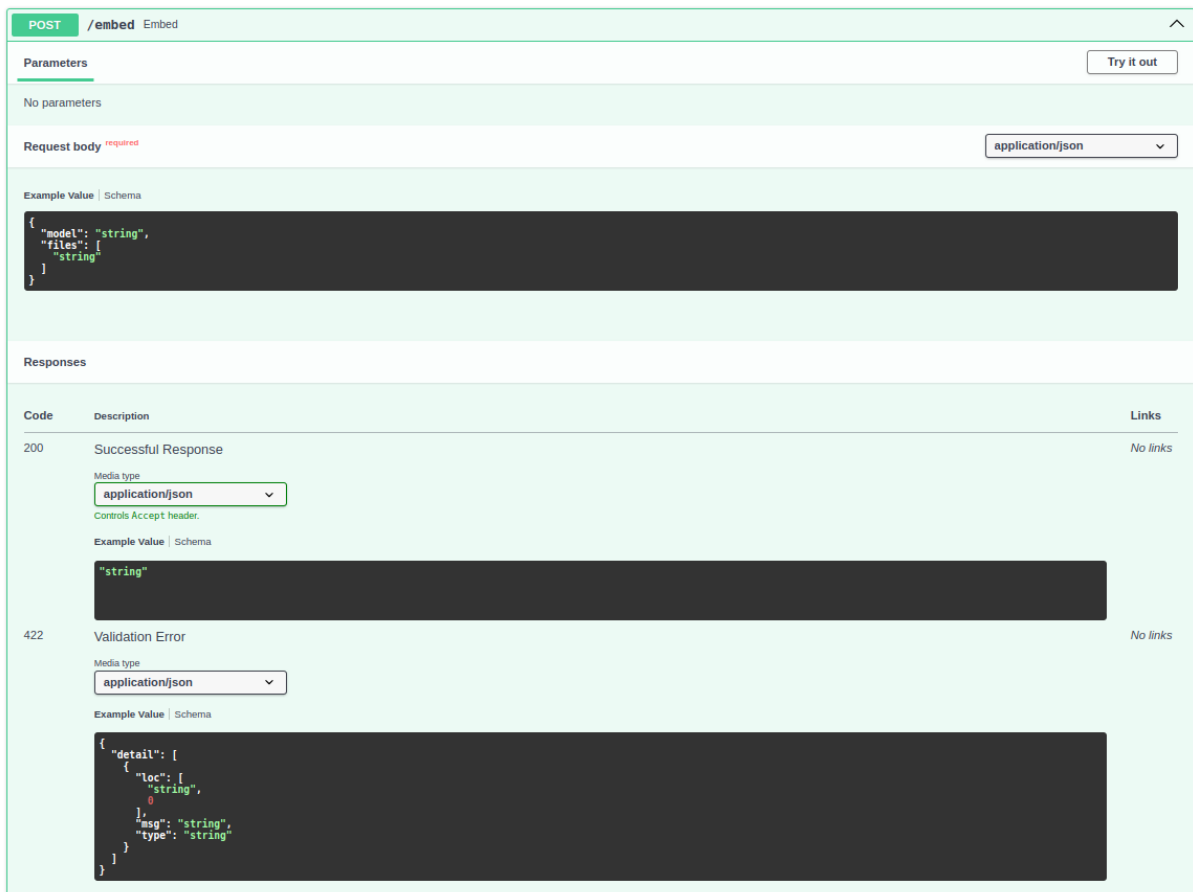 POST /embed Embed
Parameters
Try it out
No parameters
Request body required
application/json
Example Value | Schema
{
  "model": "string",
  "files": [
    "string"
  ]
}
Responses
Code Description Links
200 Successful Response No links
Media type
application/json
Controls Accept header.
Example Value | Schema
"string"
422 Validation Error No links
Media type
application/json
Example Value | Schema
{
  "detail": [
    {
      "loc": [
        "string",
        0
      ],
      "msg": "string",
      "type": "string"
    }
  ]
}